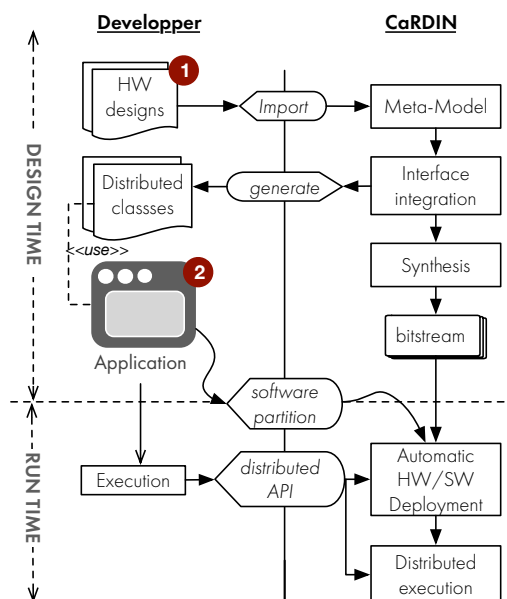 Developper
CaRDIN
1
HW
designs
Import
Meta-Model
DESIGN TIME
Distributed
classses
generate
Interface
integration
<<use>>
2
Synthesis
Application
bitstream
software
partition
RUN TIME
Execution
distributed
API
Automatic
HW/SW
Deployment
Distributed
execution